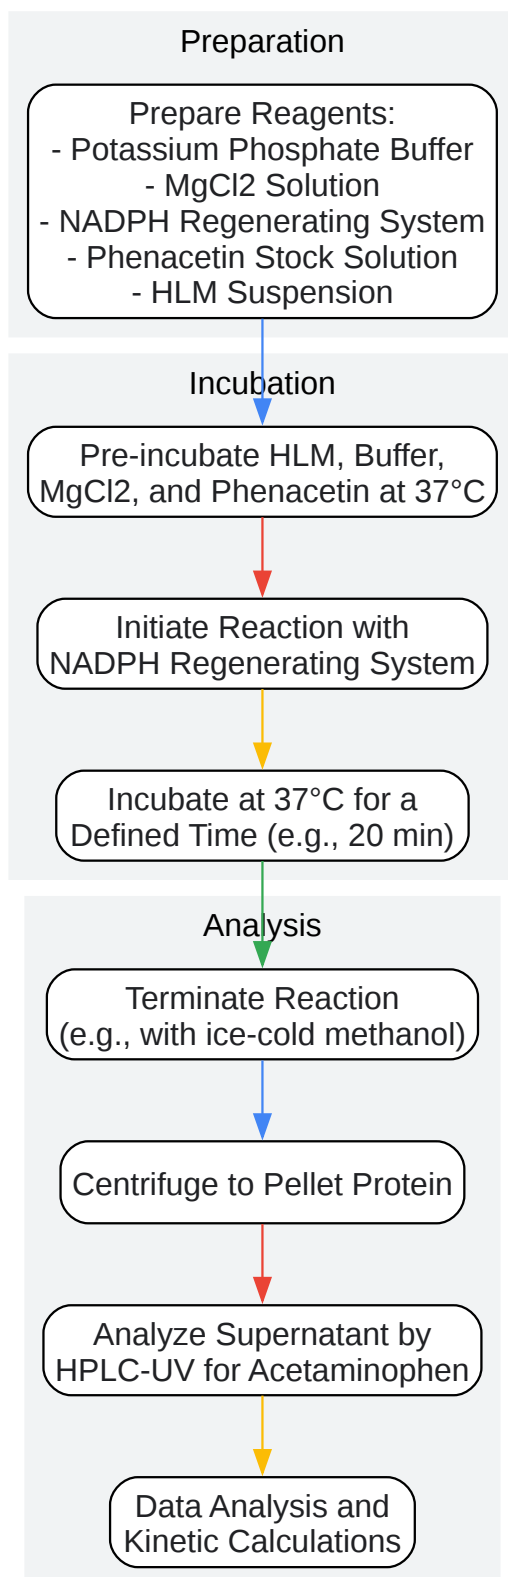 Preparation
Prepare Reagents:
- Potassium Phosphate Buffer
- MgCl2 Solution
- NADPH Regenerating System
- Phenacetin Stock Solution
- HLM Suspension
Incubation
Pre-incubate HLM, Buffer,
MgCl2, and Phenacetin at 37°C
Initiate Reaction with
NADPH Regenerating System
Incubate at 37°C for a
Defined Time (e.g., 20 min)
Analysis
Terminate Reaction
(e.g., with ice-cold methanol)
Centrifuge to Pellet Protein
Analyze Supernatant by
HPLC-UV for Acetaminophen
Data Analysis and
Kinetic Calculations